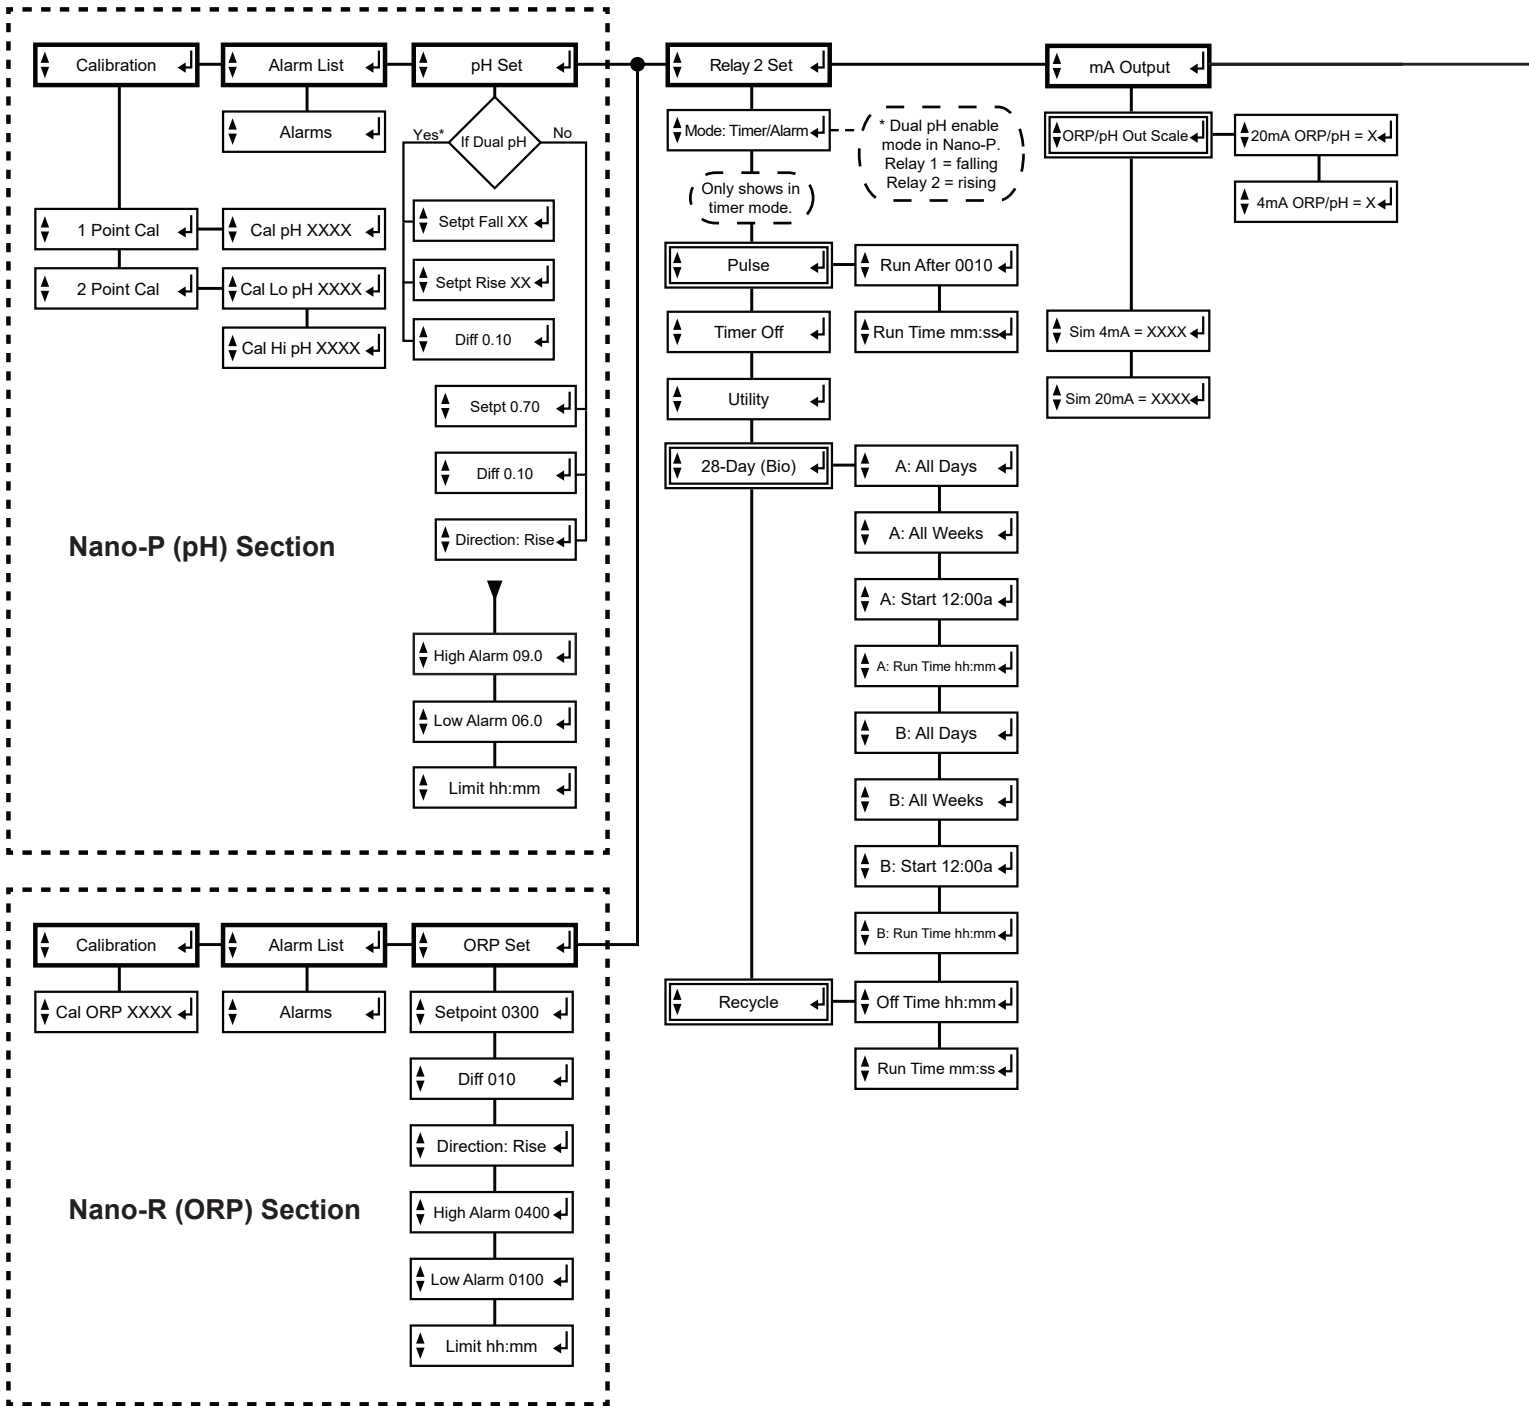 Calibration
Alarm List
pH Set
Relay 2 Set
mA Output
Alarms
Yes*
If Dual pH
No
Mode: Timer/Alarm
* Dual pH enable
mode in Nano-P.
Relay 1 = falling
Relay 2 = rising
ORP/pH Out Scale
20mA ORP/pH = X
4mA ORP/pH = X
Only shows in
timer mode.
1 Point Cal
Cal pH XXXX
Setpt Fall XX
2 Point Cal
Cal Lo pH XXXX
Setpt Rise XX
Cal Hi pH XXXX
Diff 0.10
Pulse
Run After 0010
Timer Off
Run Time mm:ss
Sim 4mA = XXXX
Utility
Sim 20mA = XXXX
Setpt 0.70
Diff 0.10
Direction: Rise
28-Day (Bio)
A: All Days
A: All Weeks
A: Start 12:00a
A: Run Time hh:mm
B: All Days
B: All Weeks
B: Start 12:00a
B: Run Time hh:mm
Nano-P (pH) Section
High Alarm 09.0
Low Alarm 06.0
Limit hh:mm
Calibration
Alarm List
ORP Set
Cal ORP XXXX
Alarms
Setpoint 0300
Recycle
Off Time hh:mm
Run Time mm:ss
Diff 010
Direction: Rise
Nano-R (ORP) Section
High Alarm 0400
Low Alarm 0100
Limit hh:mm